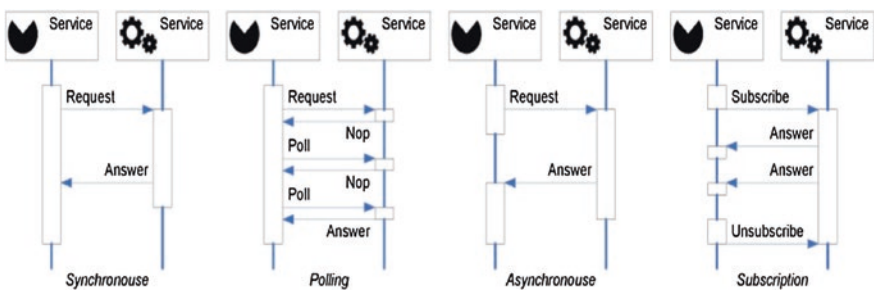 Service Service
Request
Answer
Synchronouse
Service Service
Request
Nop
Poll
Nop
Poll
Answer
Polling
Service Service
Request
Answer
Asynchronouse
Service Service
Subscribe
Answer
Answer
Unsubscribe
Subscription